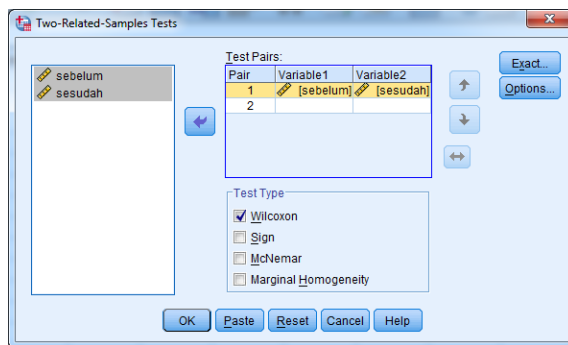 Two-Related-Samples Tests
sebelum
sesudah
Test Pairs:
Pair Variable1 Variable2
1 [sebelum] [sesudah]
2
Exact...
Options...
Test Type
Wilcoxon
Sign
McNemar
Marginal Homogeneity
OK Paste Reset Cancel Help